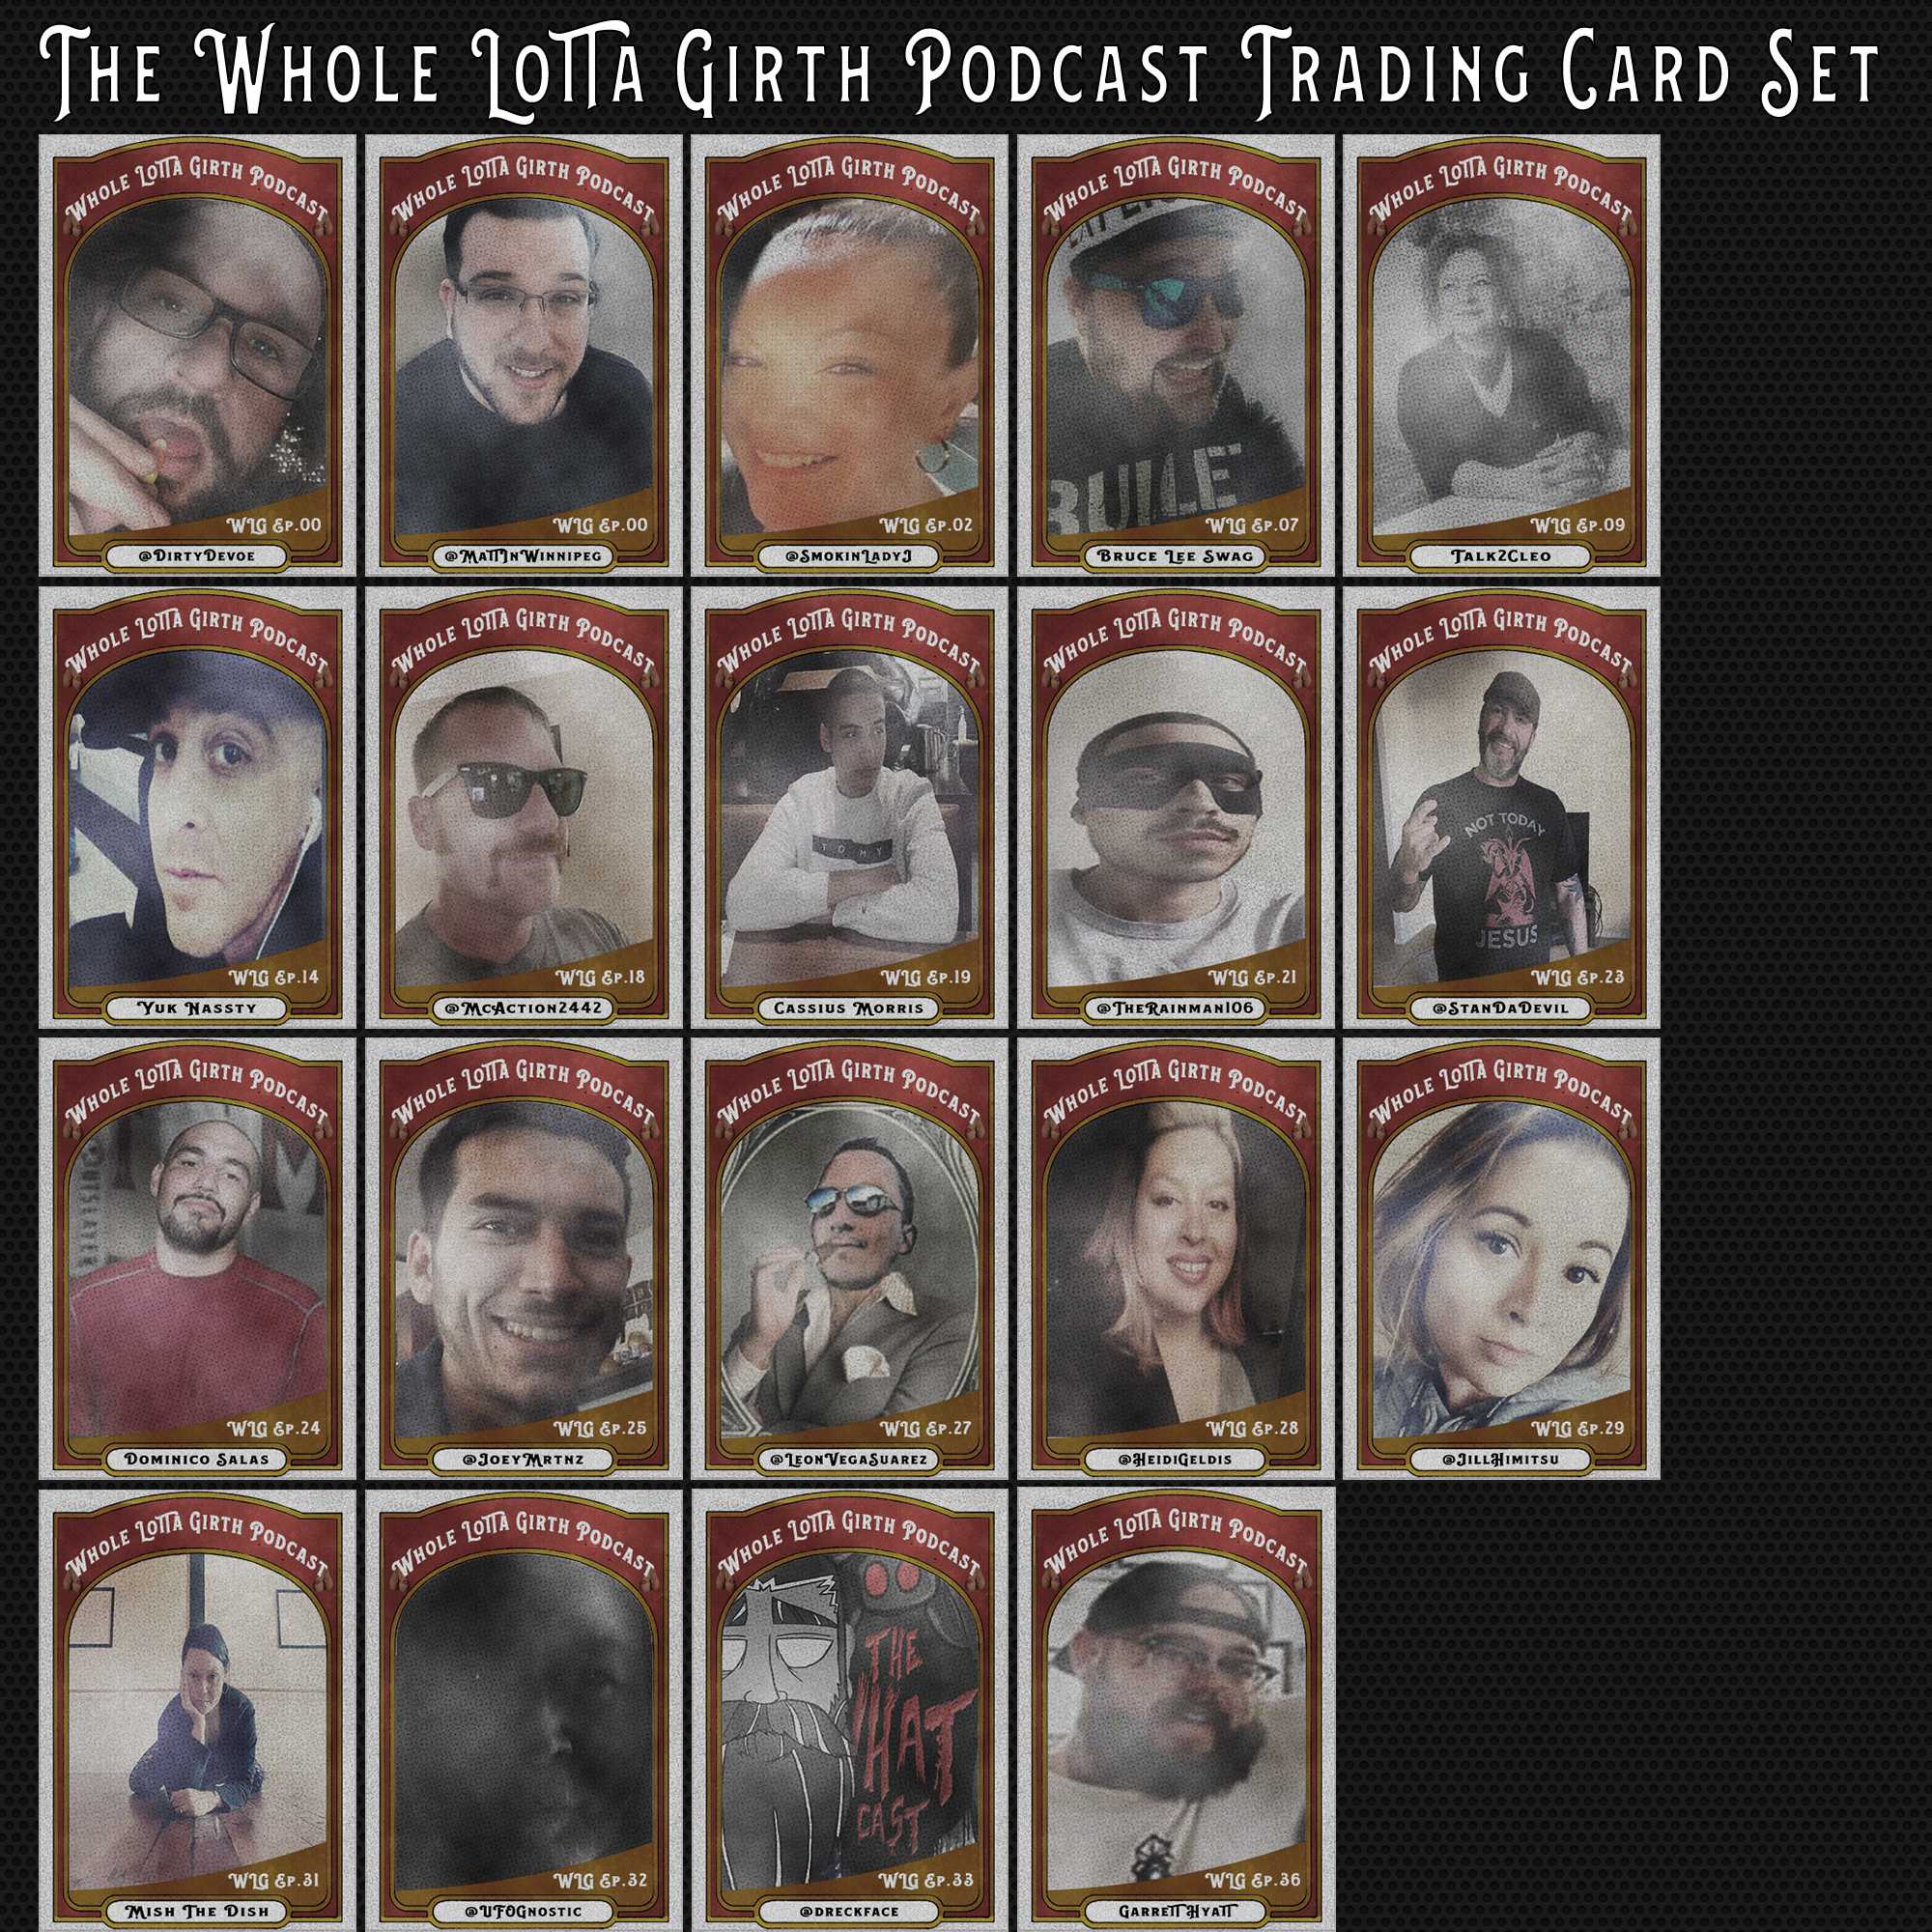 The Whole Lotta Girth Podcast Trading Card Set
Whole Lotta Girth Podcast
WLG Ep.00
@DirtyDevoe
Whole Lotta Girth Podcast
WLG Ep.00
@MattInWinnipeg
Whole Lotta Girth Podcast
WLG Ep.02
@SmokinLadyJ
Whole Lotta Girth Podcast
WLG Ep.07
Bruce Lee Swag
Whole Lotta Girth Podcast
WLG Ep.09
Talk2Cleo
Whole Lotta Girth Podcast
WLG Ep.14
Yuk Nassty
Whole Lotta Girth Podcast
WLG Ep.18
@McAction2442
Whole Lotta Girth Podcast
TOMY
WLG Ep.19
Cassius Morris
Whole Lotta Girth Podcast
WLG Ep.21
@TheRainman106
Whole Lotta Girth Podcast
NOT TODAY
JESUS
WLG Ep.23
@StanDaDevil
Whole Lotta Girth Podcast
WLG Ep.24
Dominico Salas
Whole Lotta Girth Podcast
WLG Ep.25
@JoeyMrtnz
Whole Lotta Girth Podcast
WLG Ep.27
@LeonVegaSuarez
Whole Lotta Girth Podcast
WLG Ep.28
@HeidiGeldis
Whole Lotta Girth Podcast
WLG Ep.29
@JillHimitsu
Whole Lotta Girth Podcast
WLG Ep.31
Mish The Dish
Whole Lotta Girth Podcast
WLG Ep.32
@UFOGnostic
Whole Lotta Girth Podcast
THE
WHAT
CAST
WLG Ep.33
@dreckface
Whole Lotta Girth Podcast
WLG Ep.36
Garrett Hyatt